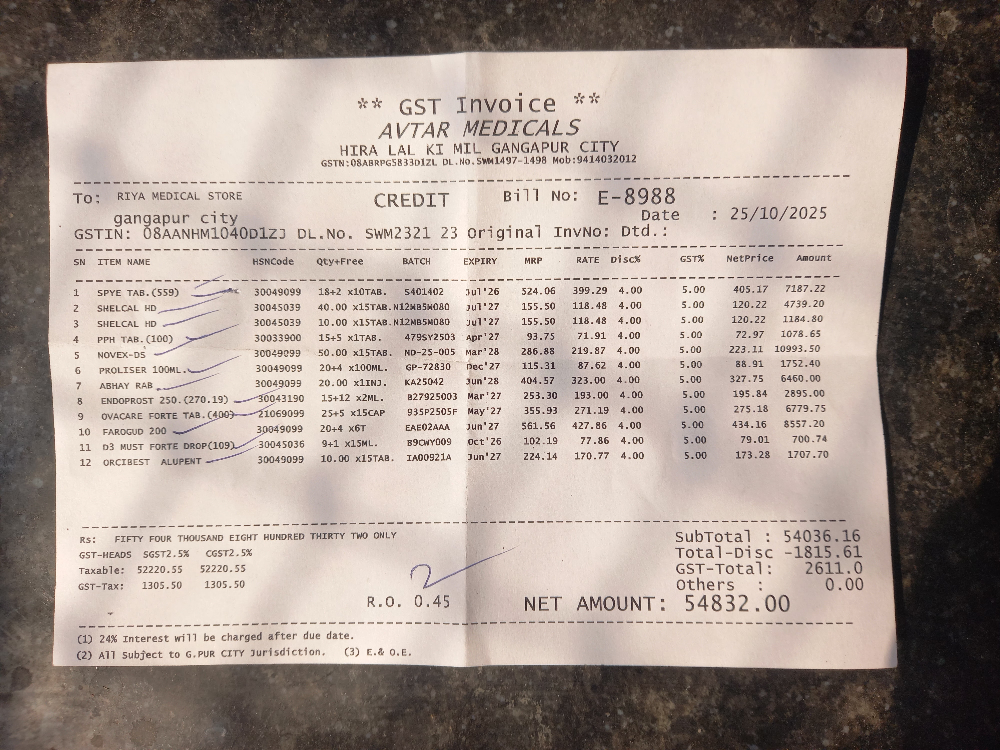 ** GST Invoice **
AVTAR MEDICALS
HIRA LAL KI MIL GANGAPUR CITY
GSTN:08ABRPG5833D1ZL DL.No.SWM1497-1498 Mob:9414032012
To: RIYA MEDICAL STORE CREDIT Bill No: E-8988
gangapur city Date : 25/10/2025
GSTIN: 08AANHM1040D1ZJ DL.No. SWM2321 23 Original InvNo: Dtd.:
SN ITEM NAME HSNCode Qty+Free BATCH EXPIRY MRP RATE Disc% GST% NetPrice Amount
1 SPYE TAB.(559) 30049099 18+2 x10TAB. S401402 Jul'26 524.06 399.29 4.00 5.00 405.17 7187.22
2 SHELCAL HD 30045039 40.00 x15TAB.N12MB5M080 Jul'27 155.50 118.48 4.00 5.00 120.22 4739.20
3 SHELCAL HD 30045039 10.00 x15TAB.N12MB5M080 Jul'27 155.50 118.48 4.00 5.00 120.22 1184.80
4 PPH TAB.(100) 30033900 15+5 x1TAB. 479SY2503 Apr'27 93.75 71.91 4.00 5.00 72.97 1078.65
5 NOVEX-DS 30049099 50.00 x15TAB. ND-25-005 Mar'28 286.88 219.87 4.00 5.00 223.11 10993.50
6 PROLISER 100ML. 30049099 20+4 x100ML. GP-72830 Dec'27 115.31 87.62 4.00 5.00 88.91 1752.40
7 ABHAY RAB 30049099 20.00 x1INJ. KA25042 Jun'28 404.57 323.00 4.00 5.00 327.75 6460.00
8 ENDOPROST 250.(270.19) 30043190 15+12 x2ML. B27925003 Mar'27 253.30 193.00 4.00 5.00 195.84 2895.00
9 OVACARE FORTE TAB.(400) 21069099 25+5 x15CAP 935P2505F May'27 355.93 271.19 4.00 5.00 275.18 6779.75
10 FAROGUD 200 30049099 20+4 x6T EAE02AAA Jun'27 561.56 427.86 4.00 5.00 434.16 8557.20
11 D3 MUST FORTE DROP(109) 30045036 9+1 x15ML. B9CWY009 Oct'26 102.19 77.86 4.00 5.00 79.01 700.74
12 ORCIBEST ALUPENT 30049099 10.00 x15TAB. IA00921A Jun'27 224.14 170.77 4.00 5.00 173.28 1707.70
Rs: FIFTY FOUR THOUSAND EIGHT HUNDRED THIRTY TWO ONLY SubTotal : 54036.16
GST-HEADS SGST2.5% CGST2.5% Total-Disc -1815.61
Taxable: 52220.55 52220.55 GST-Total: 2611.0
GST-Tax: 1305.50 1305.50 Others : 0.00
R.O. 0.45 NET AMOUNT: 54832.00
(1) 24% Interest will be charged after due date.
(2) All Subject to G.PUR CITY Jurisdiction. (3) E.& O.E.